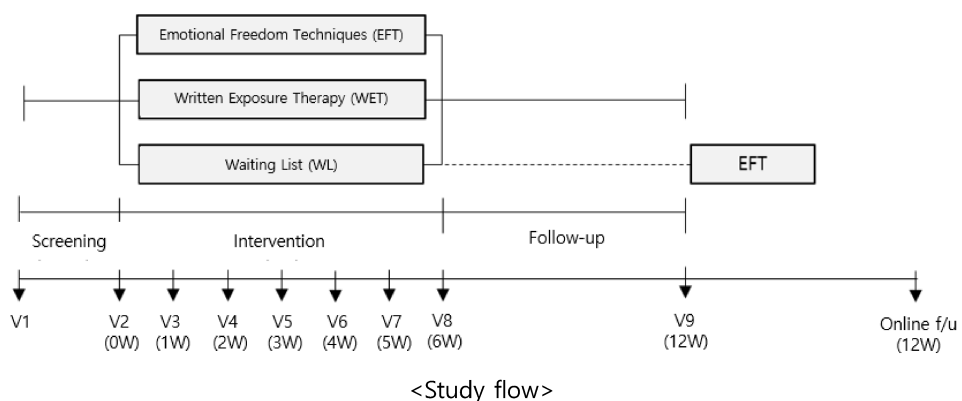 Emotional Freedom Techniques (EFT)
Written Exposure Therapy (WET)
Waiting List (WL)
EFT
Screening
Intervention
Follow-up
V1
V2
(0W)
V3
(1W)
V4
(2W)
V5
(3W)
V6
(4W)
V7
(5W)
V8
(6W)
V9
(12W)
Online f/u
(12W)
<Study flow>